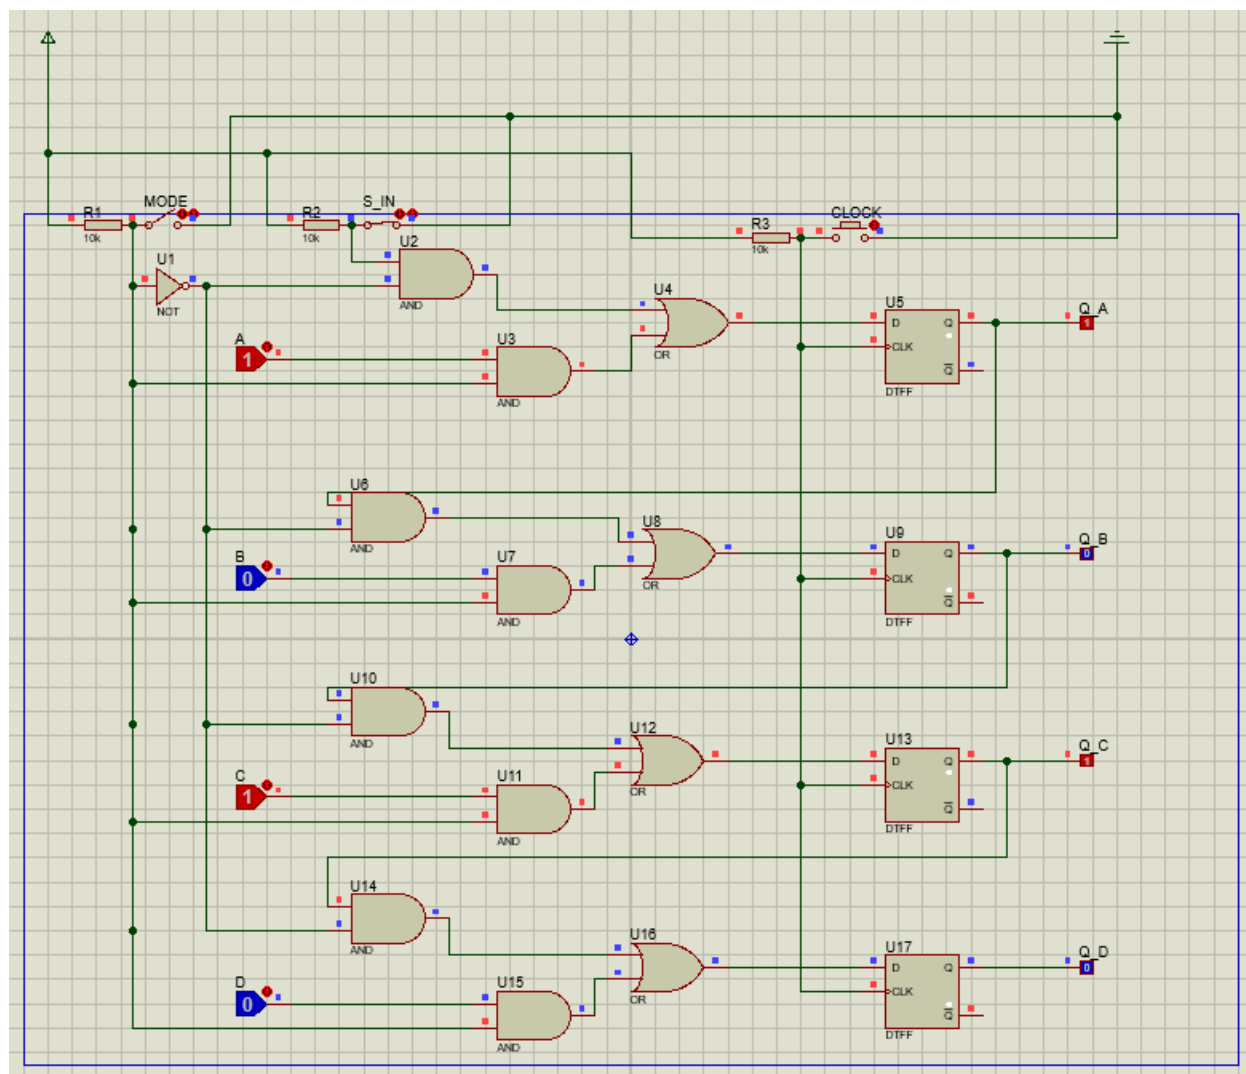 MODE
S_IN
R1
10k
R2
10k
CLOCK
R3
10k
U1
NOT
U2
AND
U4
OR
U5
D
Q
CLK
Q
DTFF
Q_A
1
A
1
U3
AND
U6
AND
U8
OR
U9
D
Q
CLK
Q
DTFF
Q_B
0
B
0
U7
AND
U10
AND
U12
OR
U13
D
Q
CLK
Q
DTFF
Q_C
1
C
1
U11
AND
U14
AND
U16
OR
U17
D
Q
CLK
Q
DTFF
Q_D
0
D
0
U15
AND